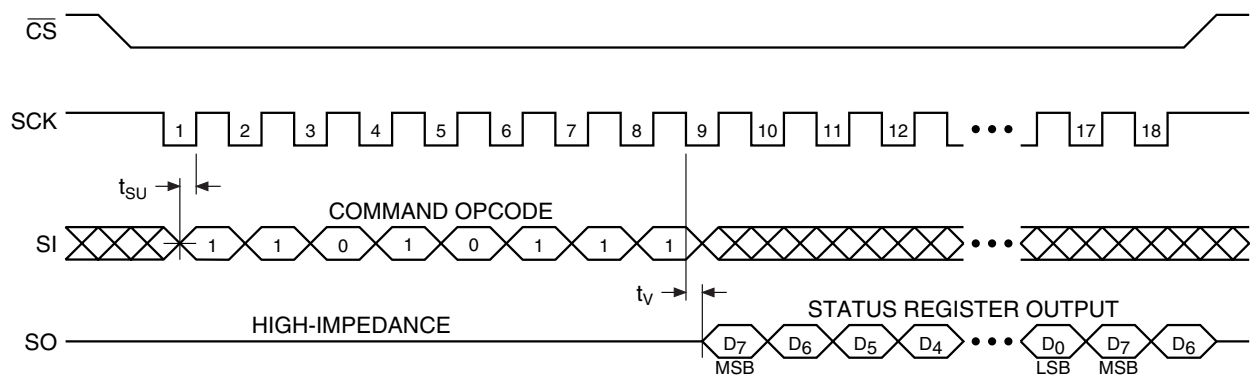 CS
SCK 1 2 3 4 5 6 7 8 9 10 11 12 17 18
tSU
COMMAND OPCODE
SI 1 1 0 1 0 1 1 1
tV
HIGH-IMPEDANCE STATUS REGISTER OUTPUT
SO D7 D6 D5 D4 D0 D7 D6
MSB LSB MSB